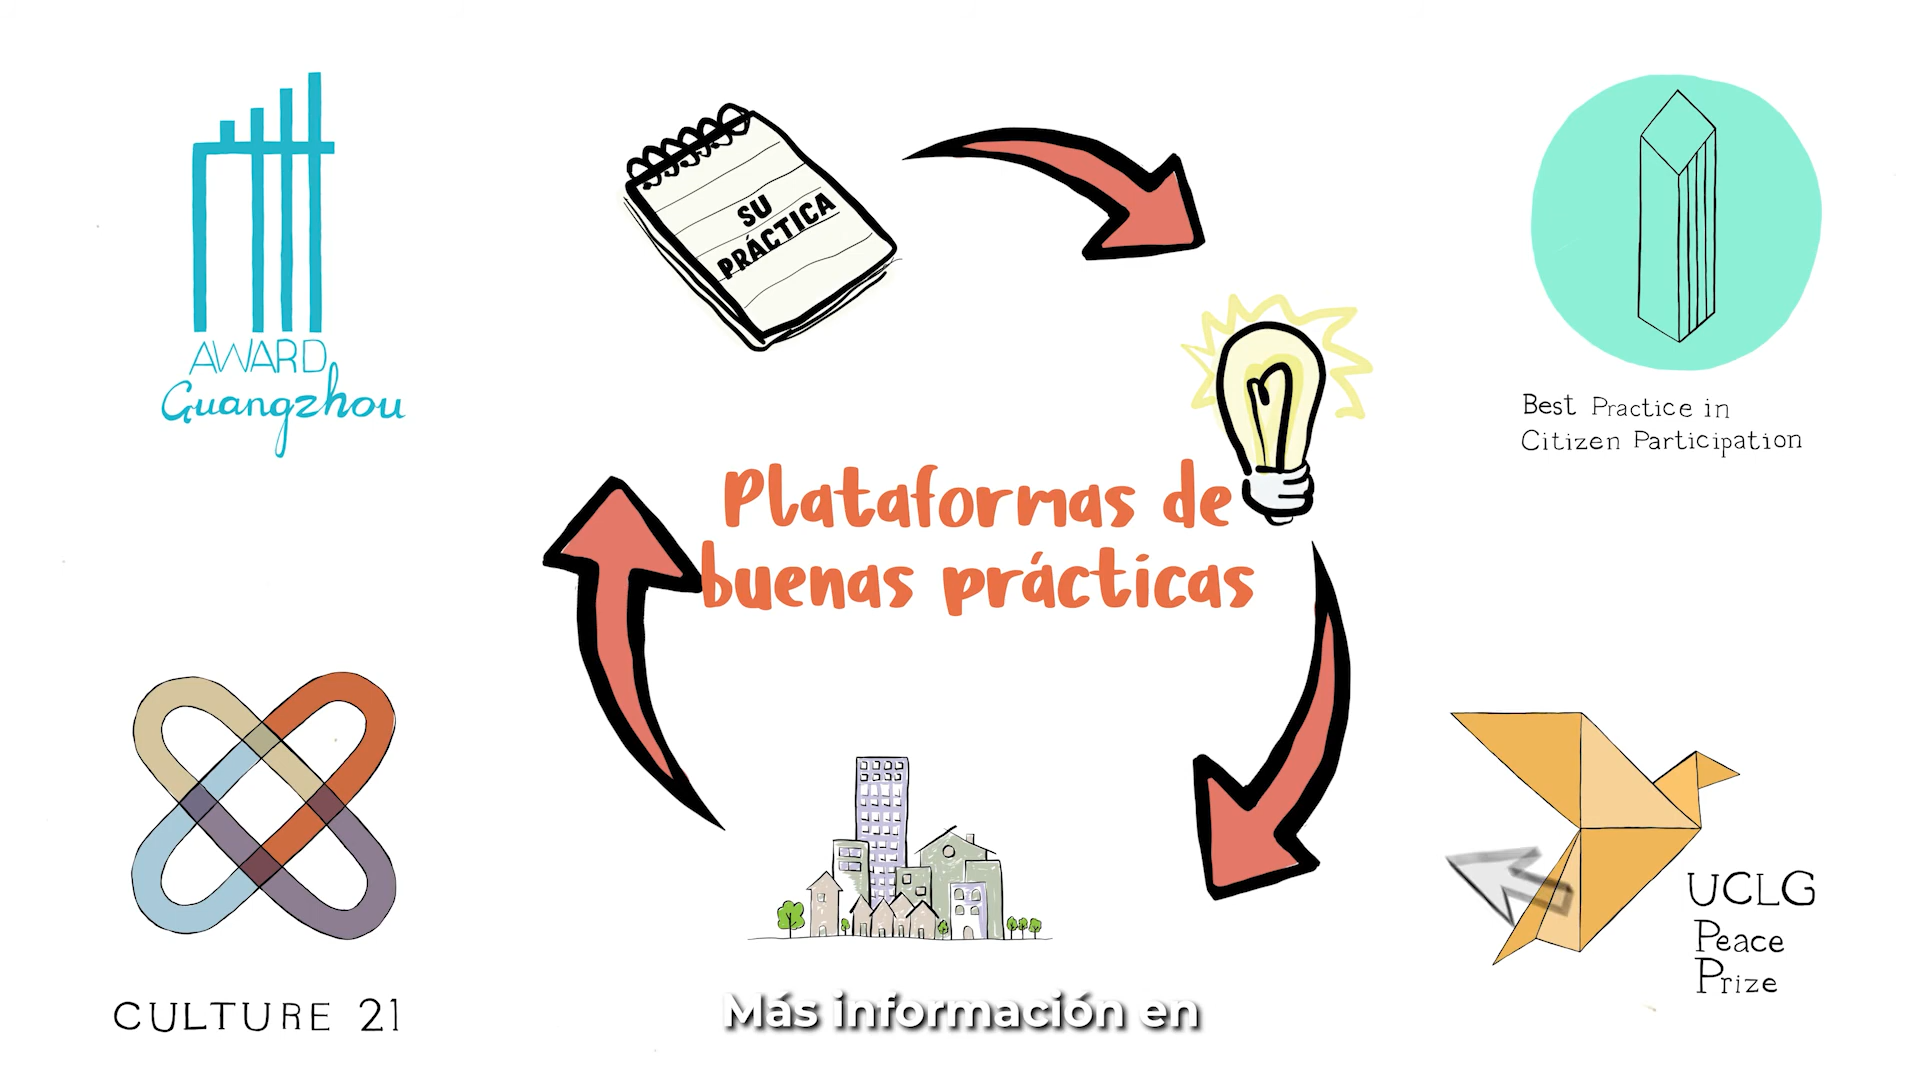 AWARD
Guangzhou
SU
PRÁCTICA
Best Practice in
Citizen Participation
Plataformas de
buenas prácticas
CULTURE 21
UCLG
Peace
Prize
Más información en